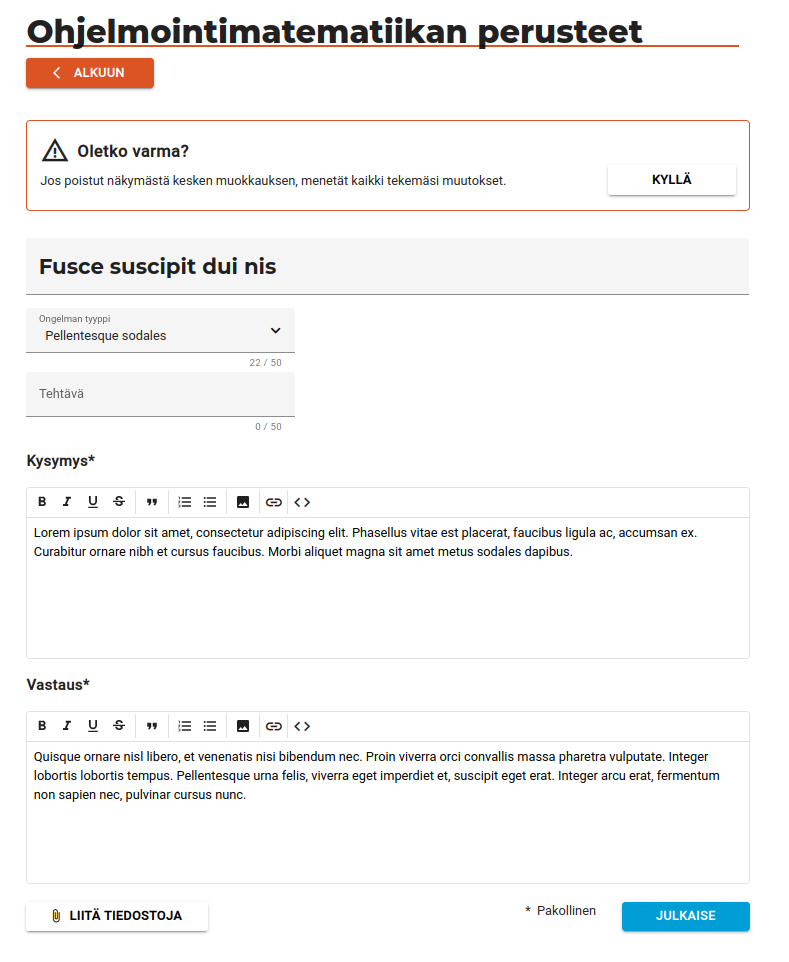 Ohjelmointimatematiikan perusteet
ALKUUN
Oletko varma?
Jos poistut näkymästä kesken muokkauksen, menetät kaikki tekemäsi muutokset.
KYLLÄ
Fusce suscipit dui nis
Ongelman tyyppi
Pellentesque sodales
22 / 50
Tehtävä
0 / 50
Kysymys*
B I U S
Lorem ipsum dolor sit amet, consectetur adipiscing elit. Phasellus vitae est placerat, faucibus ligula ac, accumsan ex.
Curabitur ornare nibh et cursus faucibus. Morbi aliquet magna sit amet metus sodales dapibus.
Vastaus*
B I U S
Quisque ornare nisl libero, et venenatis nisi bibendum nec. Proin viverra orci convallis massa pharetra vulputate. Integer
lobortis lobortis tempus. Pellentesque urna felis, viverra eget imperdiet et, suscipit eget erat. Integer arcu erat, fermentum
non sapien nec, pulvinar cursus nunc.
LIITÄ TIEDOSTOJA
* Pakollinen
JULKAISE